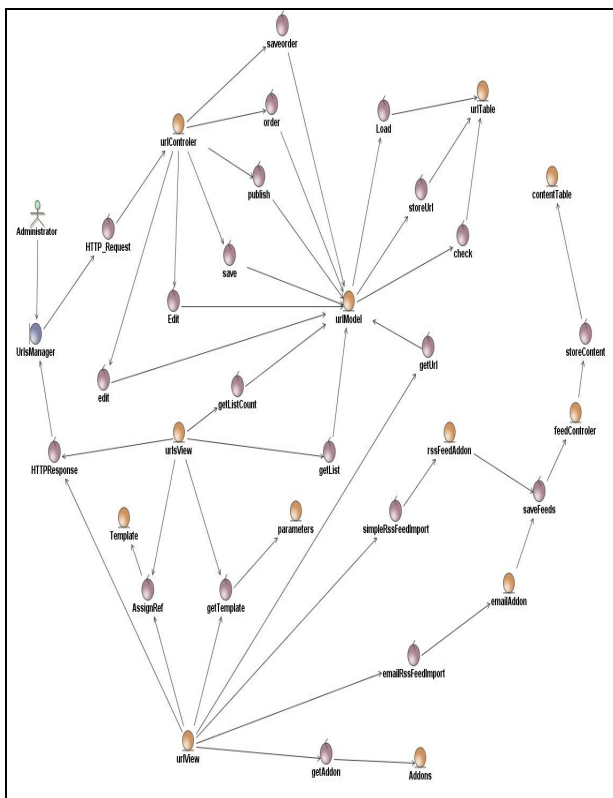 saveorder
urlControler
order
Load
urlTable
publish
storeUrl
contentTable
Administrator
HTTP_Request
save
check
Edit
urlModel
UrlsManager
storeContent
edit
getListCount
getUrl
feedControler
urlsView
rssFeedAddon
HTTPResponse
getList
saveFeeds
Template
parameters
simpleRssFeedImport
AssignRef
getTemplate
emailAddon
emailRssFeedImport
urlView
getAddon
Addons